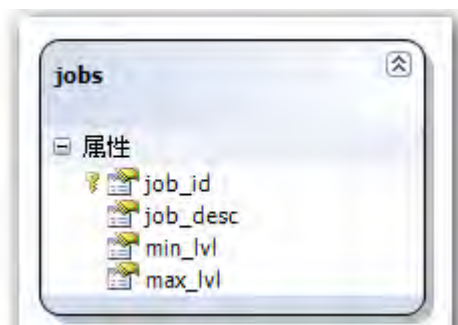 jobs
属性
job_id
job_desc
min_lvl
max_lvl